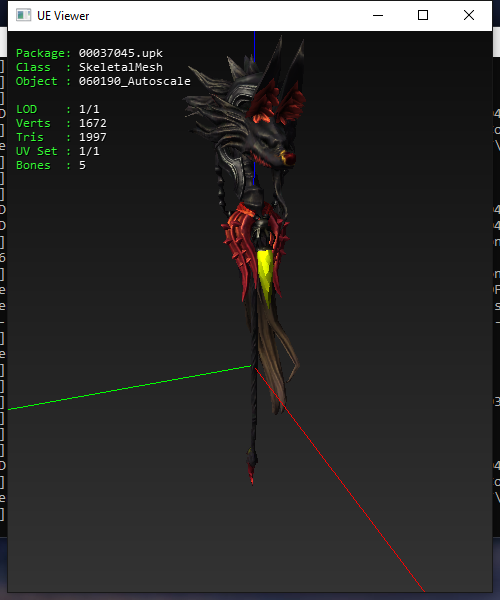 UE Viewer
Package: 00037045.upk
Class : SkeletalMesh
Object : 060190_Autoscale
LOD : 1/1
Verts : 1672
Tris : 1997
UV Set : 1/1
Bones : 5